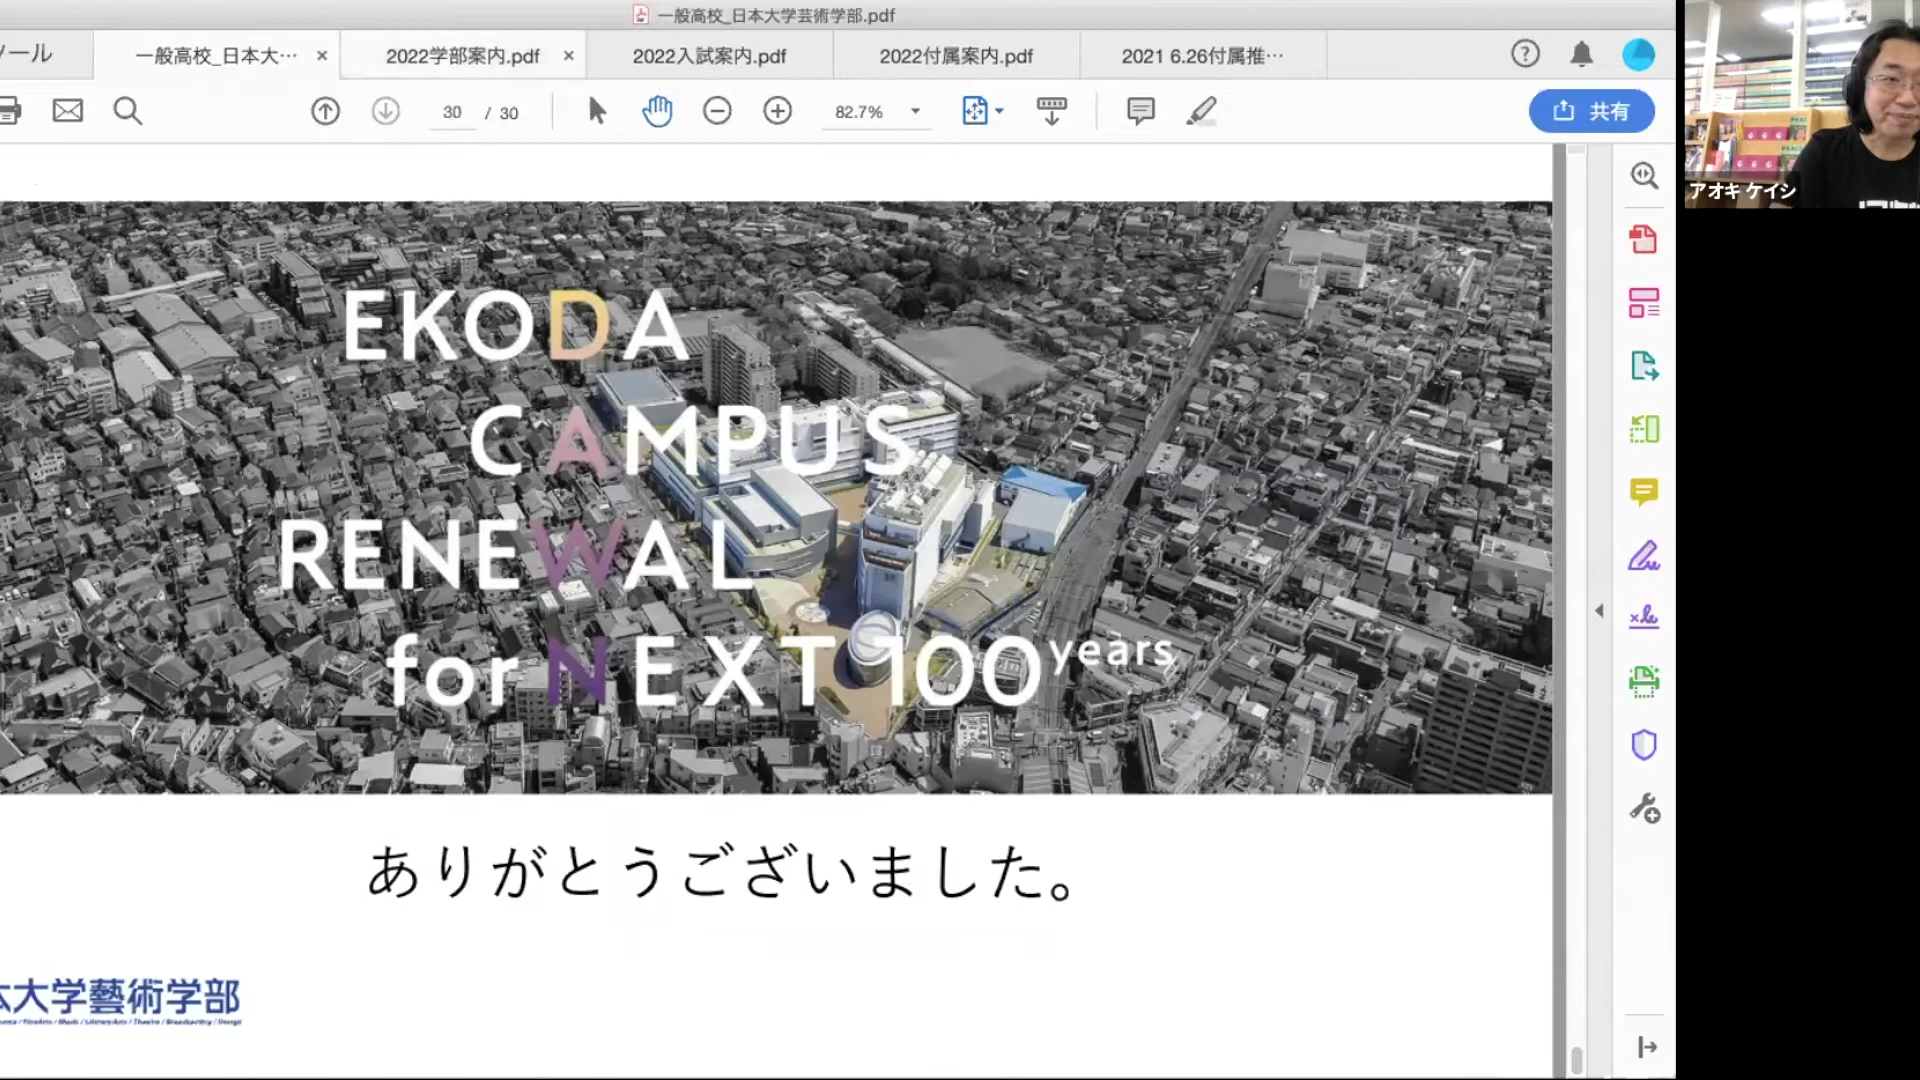 一般高校_日本大学芸術学部.pdf
ツール
一般高校_日本大…
2022学部案内.pdf
2022入試案内.pdf
2022付属案内.pdf
2021 6.26付属推…
30 / 30
82.7%
共有
アオキ ケイシ
EKODA
CAMPUS
RENEWAL
for NEXT 100 years
ありがとうございました。
本大学藝術学部